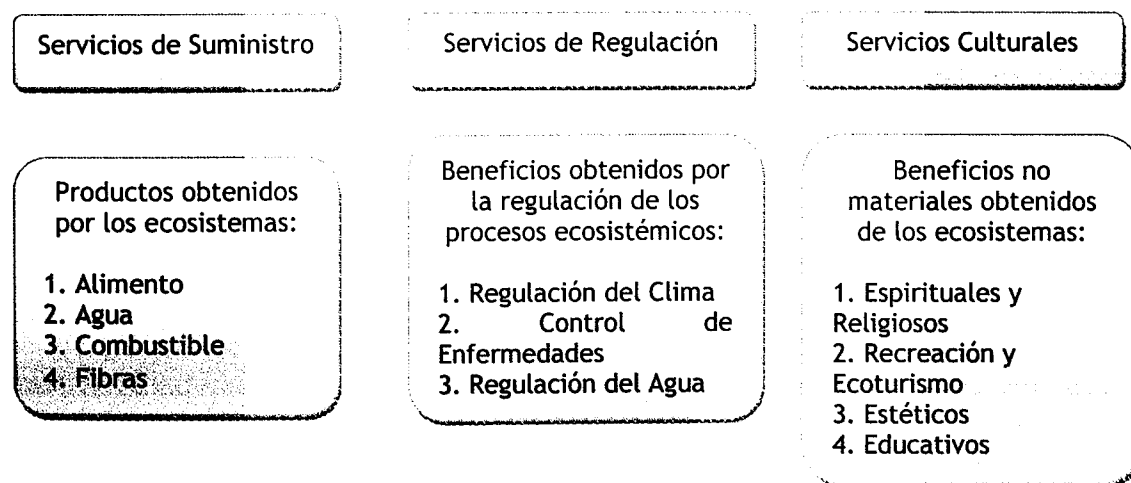 Servicios de Suministro
Productos obtenidos
por los ecosistemas:
1. Alimento
2. Agua
3. Combustible
4. Fibras
Servicios de Regulación
Beneficios obtenidos por
la regulación de los
procesos ecosistémicos:
1. Regulación del Clima
2. Control de
Enfermedades
3. Regulación del Agua
Servicios Culturales
Beneficios no
materiales obtenidos
de los ecosistemas:
1. Espirituales y
Religiosos
2. Recreación y
Ecoturismo
3. Estéticos
4. Educativos